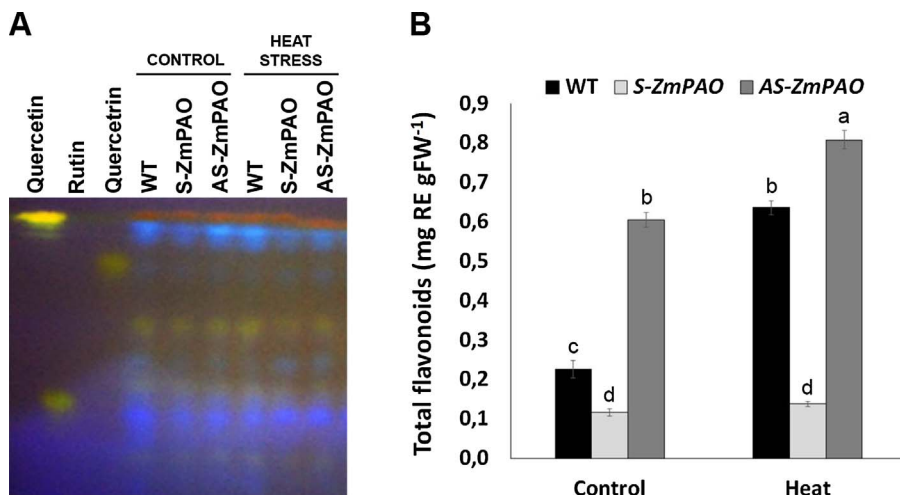 A
CONTROL
HEAT
STRESS
Quercetin
Rutin
Quercetrin
WT
S-ZmPAO
AS-ZmPAO
WT
S-ZmPAO
AS-ZmPAO
B
WT S-ZmPAO AS-ZmPAO
Total flavonoids (mg RE gFW⁻¹)
0,9
0,8
0,7
0,6
0,5
0,4
0,3
0,2
0,1
0,0
c
d
b
b
d
a
Control Heat